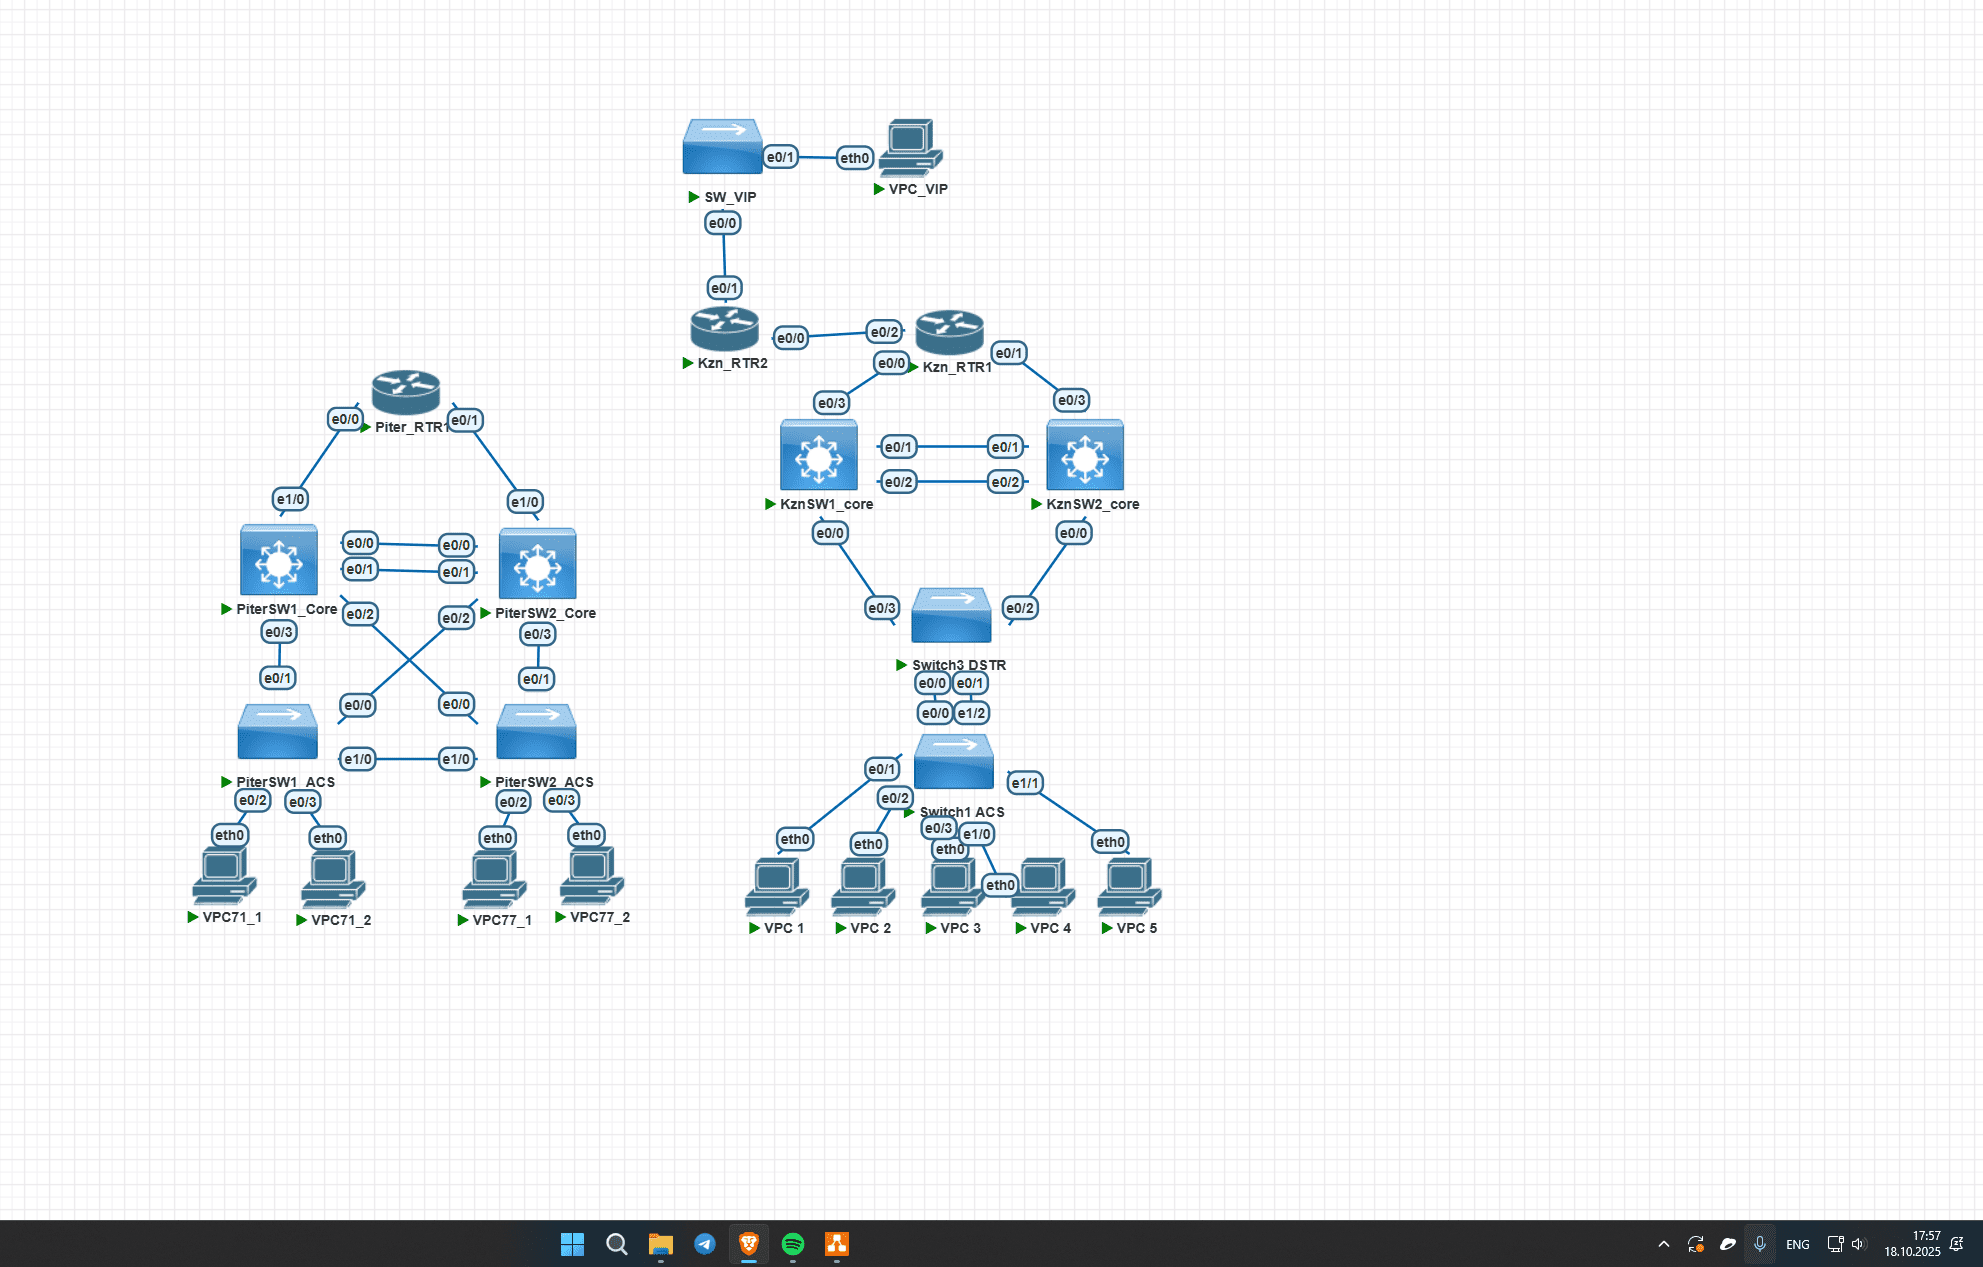 e0/1
eth0
SW_VIP
VPC_VIP
e0/0
e0/1
e0/0
e0/2
Kzn_RTR2
e0/0
Kzn_RTR1
e0/1
e0/3
e0/3
e0/0
Piter_RTR1
e0/1
e0/1
e0/1
e0/2
e0/2
KznSW1_core
KznSW2_core
e1/0
e1/0
e0/0
e0/0
e0/0
e0/0
e0/1
e0/1
PiterSW1_Core
e0/2
e0/2
PiterSW2_Core
e0/3
e0/2
e0/3
e0/3
Switch3 DSTR
e0/1
e0/1
e0/0
e0/1
e0/0
e0/0
e0/0
e1/2
e1/0
e1/0
e0/1
e1/1
PiterSW1_ACS
PiterSW2_ACS
e0/2
e0/3
e0/2
e0/3
e0/2
Switch1 ACS
e0/3
e1/0
eth0
eth0
eth0
eth0
eth0
eth0
eth0
eth0
eth0
VPC71_1
VPC71_2
VPC77_1
VPC77_2
VPC 1
VPC 2
VPC 3
VPC 4
VPC 5
ENG
17:57
18.10.2025